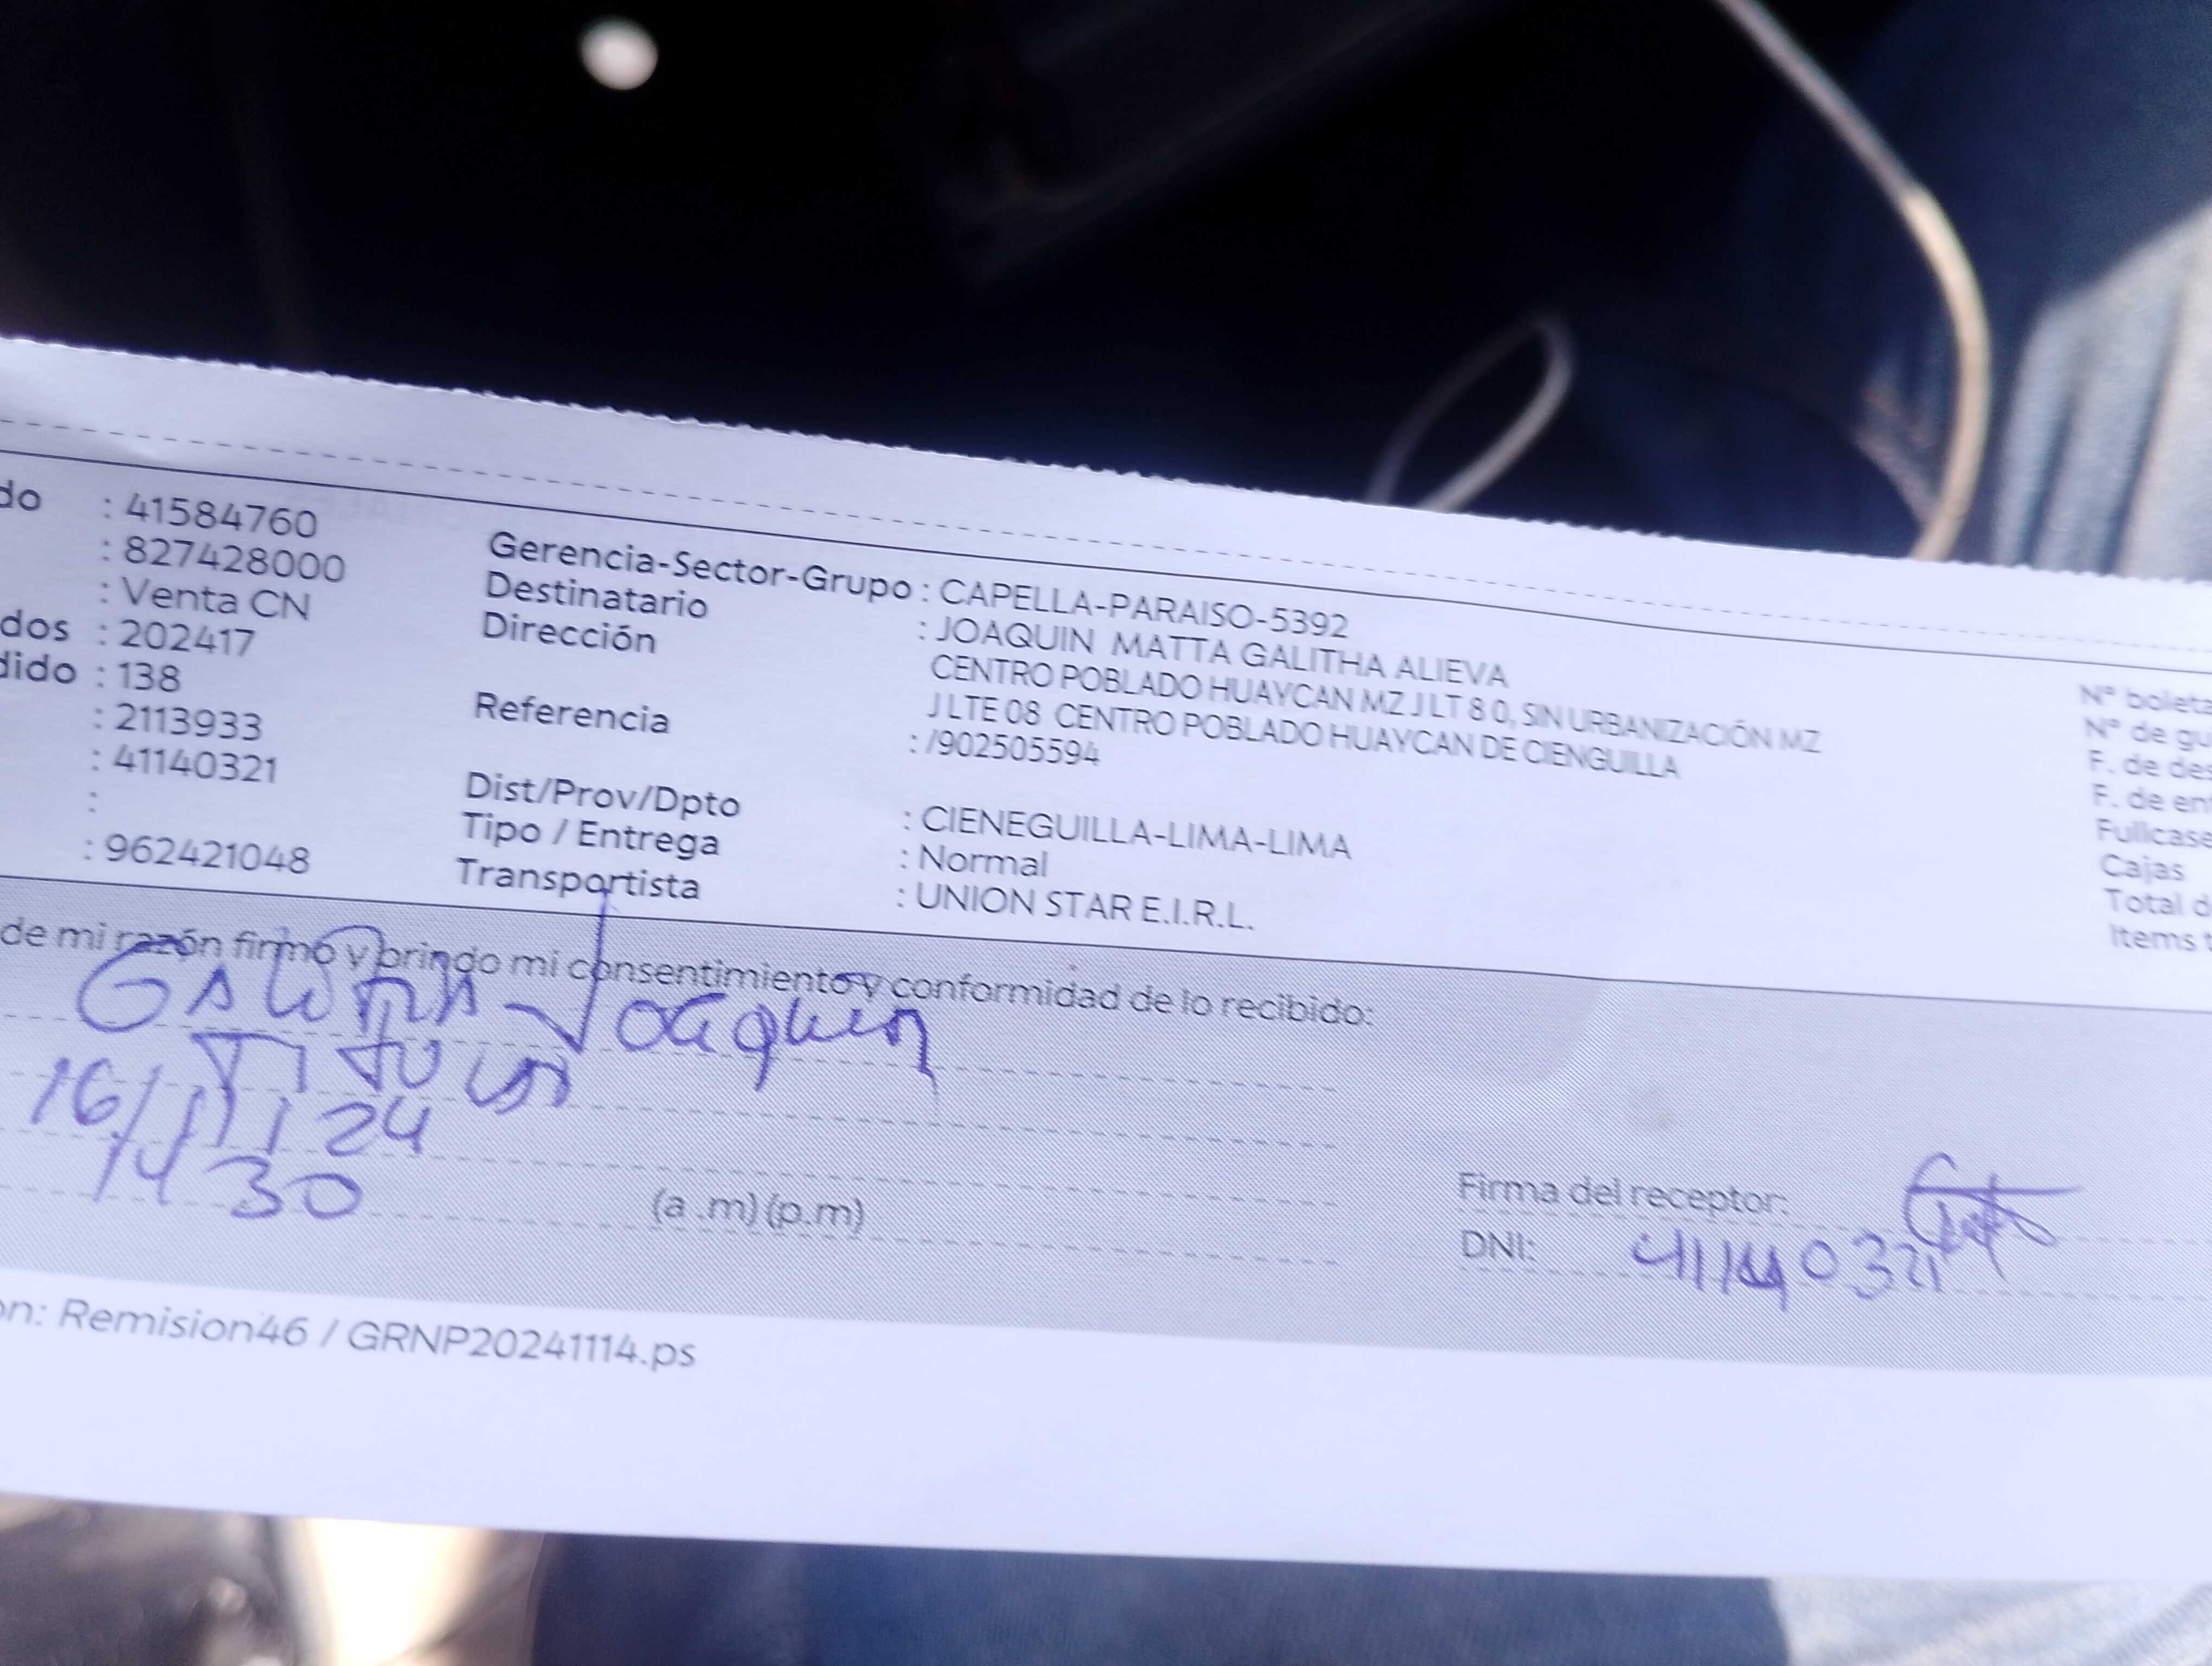 do : 41584760
: 827428000
: Venta CN
dos : 202417
dido : 138
: 2113933
: 41140321
:
: 962421048
Gerencia-Sector-Grupo : CAPELLA-PARAISO-5392
Destinatario : JOAQUIN MATTA GALITHA ALIEVA
Dirección CENTRO POBLADO HUAYCAN MZ J LT 8 0, SIN URBANIZACIÓN MZ
J LTE 08 CENTRO POBLADO HUAYCAN DE CIENGUILLA
Referencia : /902505594
Dist/Prov/Dpto : CIENEGUILLA-LIMA-LIMA
Tipo / Entrega : Normal
Transportista : UNION STAR E.I.R.L.
N° boleta
N° de gu
F. de des
F. de en
Fullcase
Cajas
Total d
Items t
de mi razón firmo y brindo mi consentimiento y conformidad de lo recibido:
Galitha Joaquin
Titular
16/11/24
14 30 (a .m) (p.m)
Firma del receptor:
DNI: 41140321
on: Remision46 / GRNP20241114.ps